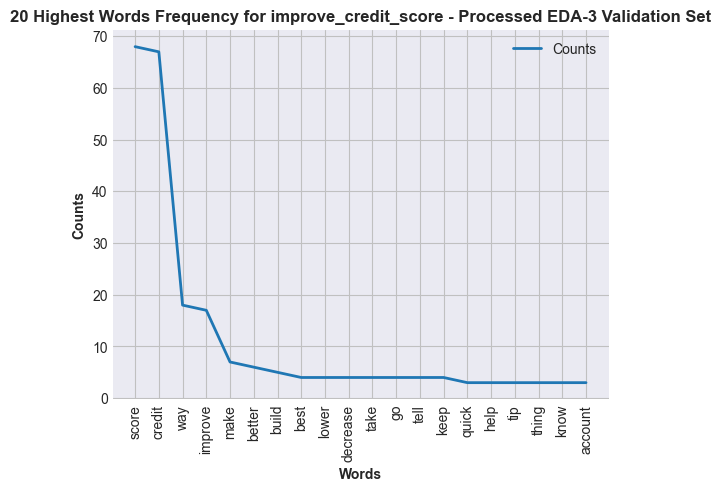 20 Highest Words Frequency for improve_credit_score - Processed EDA-3 Validation Set
Counts
70
60
50
40
30
20
10
0
Counts
score
credit
way
improve
make
better
build
best
lower
decrease
take
go
tell
keep
quick
help
tip
thing
know
account
Words